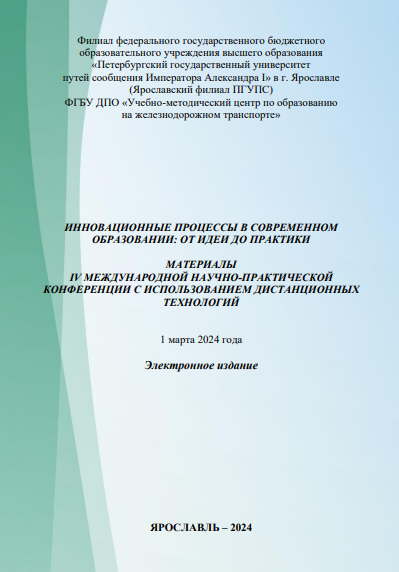 Филиал федерального государственного бюджетного
образовательного учреждения высшего образования
«Петербургский государственный университет
путей сообщения Императора Александра I» в г. Ярославле
(Ярославский филиал ПГУПС)
ФГБУ ДПО «Учебно-методический центр по образованию
на железнодорожном транспорте»
ИННОВАЦИОННЫЕ ПРОЦЕССЫ В СОВРЕМЕННОМ
ОБРАЗОВАНИИ: ОТ ИДЕИ ДО ПРАКТИКИ
МАТЕРИАЛЫ
IV МЕЖДУНАРОДНОЙ НАУЧНО-ПРАКТИЧЕСКОЙ
КОНФЕРЕНЦИИ С ИСПОЛЬЗОВАНИЕМ ДИСТАНЦИОННЫХ
ТЕХНОЛОГИЙ
1 марта 2024 года
Электронное издание
ЯРОСЛАВЛЬ – 2024